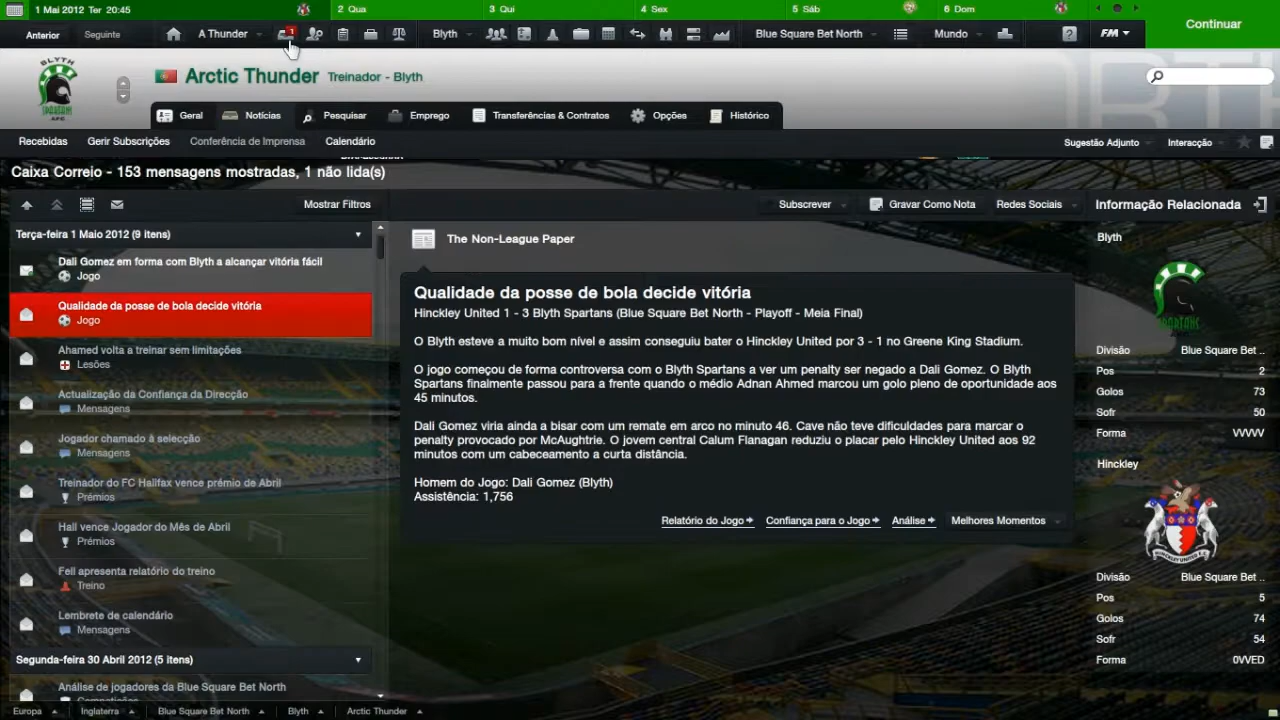 1 Mai 2012 Ter 20:45
2 Qua
3 Qui
4 Sex
5 Sáb
6 Dom
Continuar
Anterior
Seguinte
A Thunder
1
Blyth
Blue Square Bet North
Mundo
?
FM
BLYTH
SPARTANS
AFC
Arctic Thunder
Treinador - Blyth
Geral
Notícias
Pesquisar
Emprego
Transferências & Contratos
Opções
Histórico
Recebidas
Gerir Subscrições
Conferência de Imprensa
Calendário
Sugestão Adjunto
Interacção
Caixa Correio - 153 mensagens mostradas, 1 não lida(s)
Mostrar Filtros
Subscrever
Gravar Como Nota
Redes Sociais
Informação Relacionada
Terça-feira 1 Maio 2012 (9 itens)
Dali Gomez em forma com Blyth a alcançar vitória fácil
Jogo
Qualidade da posse de bola decide vitória
Jogo
Ahamed volta a treinar sem limitações
Lesões
Actualização da Confiança da Direcção
Mensagens
Jogador chamado à selecção
Mensagens
Treinador do FC Halifax vence prémio de Abril
Prémios
Hall vence Jogador do Mês de Abril
Prémios
Fell apresenta relatório do treino
Treino
Lembrete de calendário
Mensagens
Segunda-feira 30 Abril 2012 (5 itens)
Análise de jogadores da Blue Square Bet North
The Non-League Paper
Qualidade da posse de bola decide vitória
Hinckley United 1 - 3 Blyth Spartans (Blue Square Bet North - Playoff - Meia Final)
O Blyth esteve a muito bom nível e assim conseguiu bater o Hinckley United por 3 - 1 no Greene King Stadium.
O jogo começou de forma controversa com o Blyth Spartans a ver um penalty ser negado a Dali Gomez. O Blyth
Spartans finalmente passou para a frente quando o médio Adnan Ahmed marcou um golo pleno de oportunidade aos
45 minutos.
Dali Gomez viria ainda a bisar com um remate em arco no minuto 46. Cave não teve dificuldades para marcar o
penalty provocado por McAughtrie. O jovem central Calum Flanagan reduziu o placar pelo Hinckley United aos 92
minutos com um cabeceamento a curta distância.
Homem do Jogo: Dali Gomez (Blyth)
Assistência: 1,756
Relatório do Jogo
Confiança para o Jogo
Análise
Melhores Momentos
Blyth
SPARTANS
Divisão Blue Square Bet ..
Pos 2
Golos 73
Sofr 50
Forma VVVVV
Hinckley
HINCKLEY UNITED F.C.
Divisão Blue Square Bet ..
Pos 5
Golos 74
Sofr 54
Forma 0VVED
Europa
Inglaterra
Blue Square Bet North
Blyth
Arctic Thunder